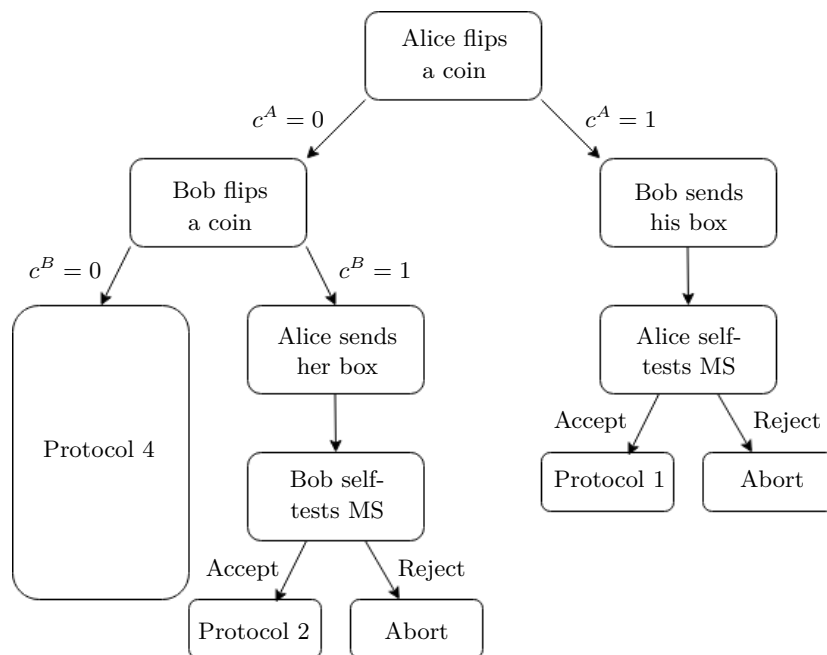 Alice flips
a coin
c^A = 0
c^A = 1
Bob flips
a coin
Bob sends
his box
c^B = 0
c^B = 1
Alice sends
her box
Alice self-
tests MS
Accept
Reject
Protocol 4
Bob self-
tests MS
Protocol 1
Abort
Accept
Reject
Protocol 2
Abort